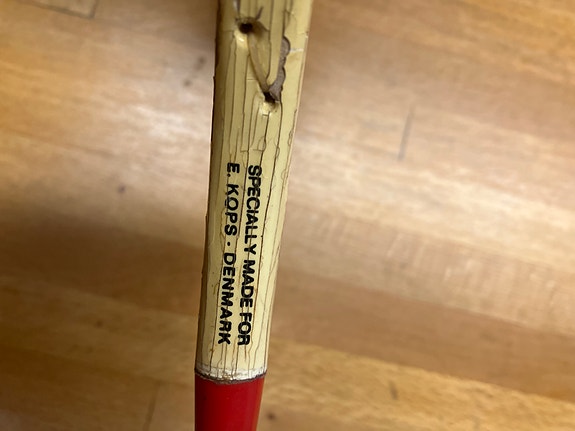 SPECIALLY MADE FOR
E. KOPS · DENMARK